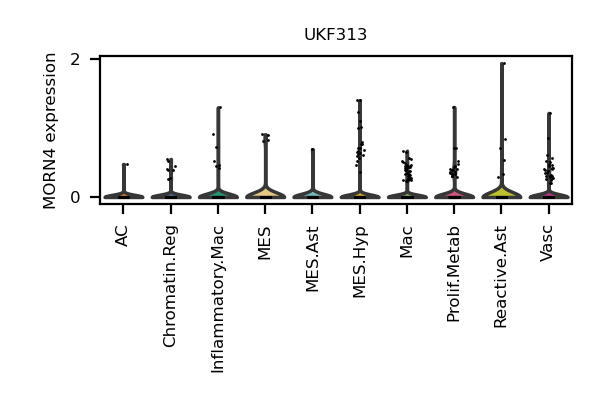 UKF313
MORN4 expression
2
0
AC
Chromatin.Reg
Inflammatory.Mac
MES
MES.Ast
MES.Hyp
Mac
Prolif.Metab
Reactive.Ast
Vasc